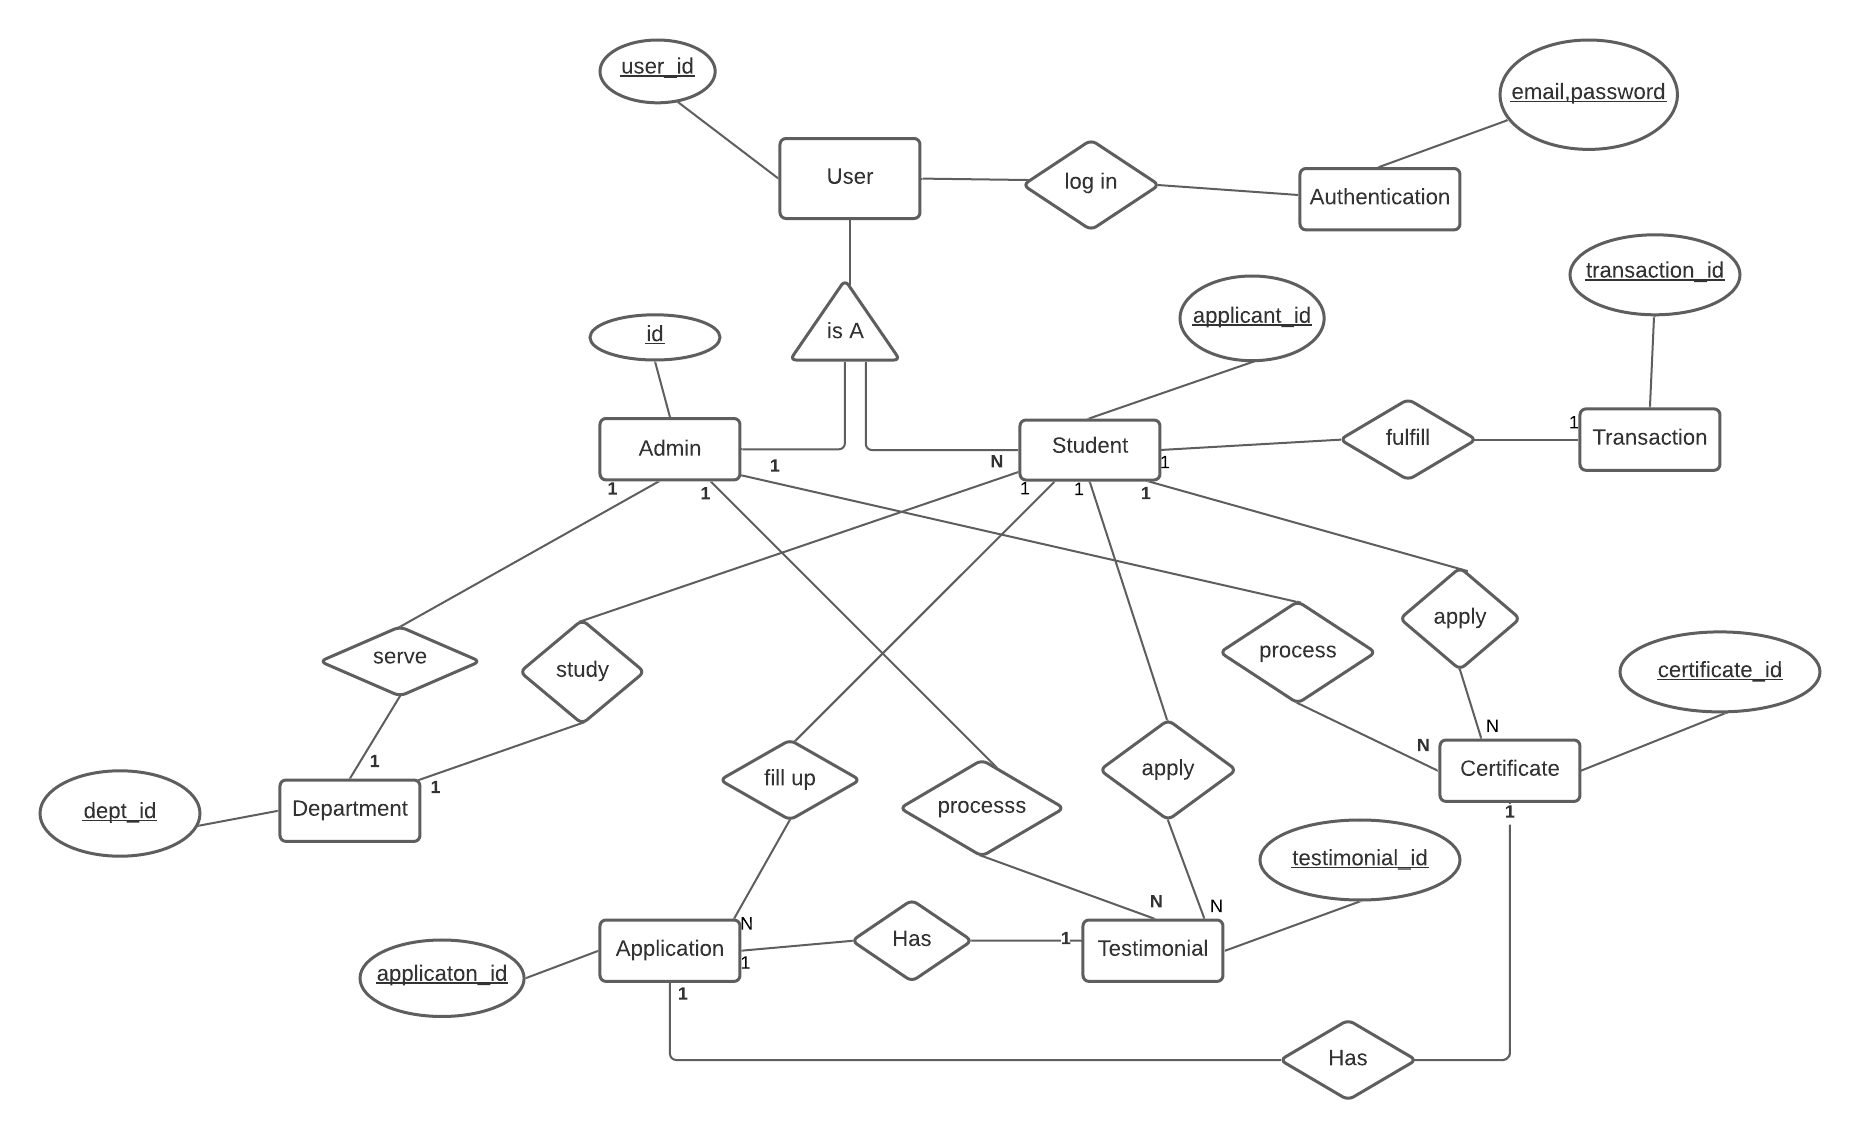 user_id
email,password
User
log in
Authentication
transaction_id
applicant_id
is A
id
1
fulfill
Transaction
Admin
Student
1
N
1
1
1
1
1
1
process
apply
serve
study
certificate_id
N
N
1
1
fill up
processs
apply
Certificate
dept_id
Department
1
testimonial_id
N
N
N
Application
Has
1
Testimonial
1
applicaton_id
1
Has